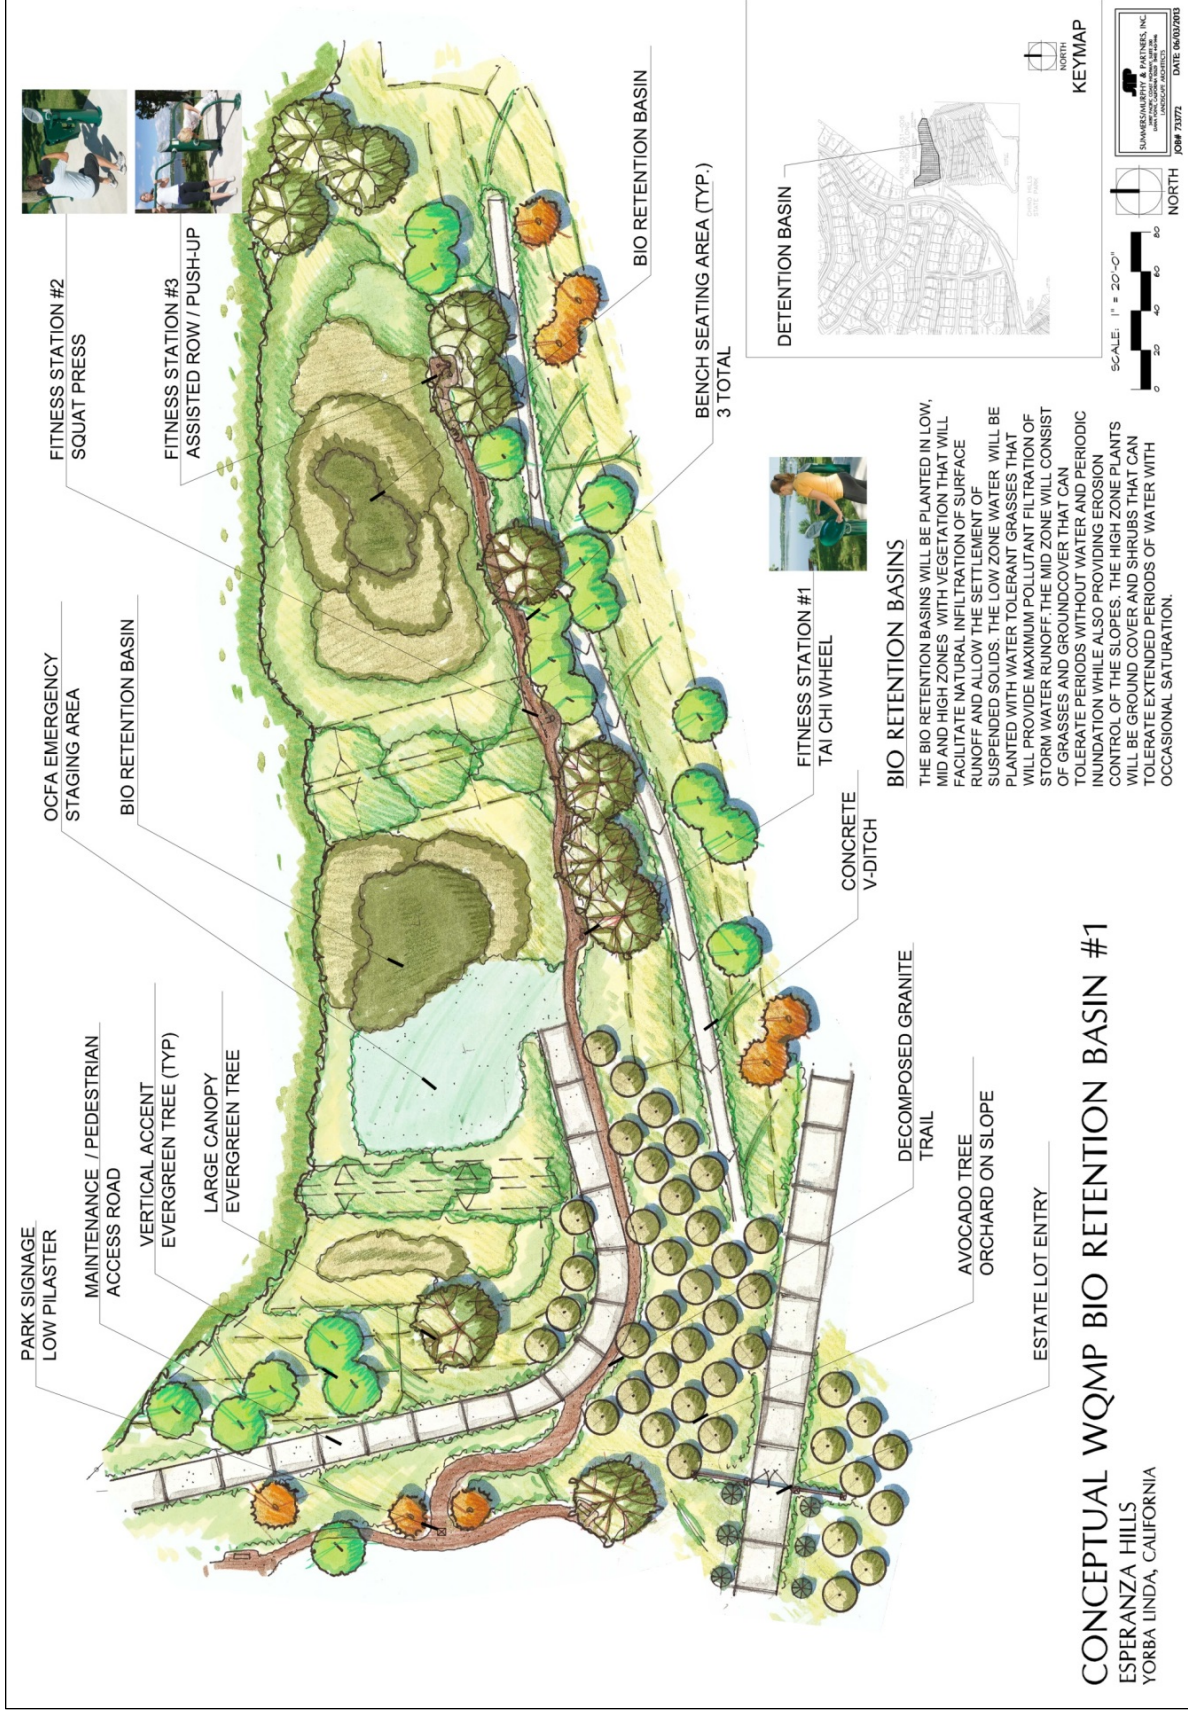 PARK SIGNAGE
LOW PILASTER
MAINTENANCE / PEDESTRIAN
ACCESS ROAD
VERTICAL ACCENT
EVERGREEN TREE (TYP)
LARGE CANOPY
EVERGREEN TREE
OCFA EMERGENCY
STAGING AREA
BIO RETENTION BASIN
FITNESS STATION #2
SQUAT PRESS
FITNESS STATION #3
ASSISTED ROW / PUSH-UP
BIO RETENTION BASIN
BENCH SEATING AREA (TYP.)
3 TOTAL
FITNESS STATION #1
TAI CHI WHEEL
CONCRETE
V-DITCH
DECOMPOSED GRANITE
TRAIL
AVOCADO TREE
ORCHARD ON SLOPE
ESTATE LOT ENTRY
BIO RETENTION BASINS
THE BIO RETENTION BASINS WILL BE PLANTED IN LOW,
MID AND HIGH ZONES WITH VEGETATION THAT WILL
FACILITATE NATURAL INFILTRATION OF SURFACE
RUNOFF AND ALLOW THE SETTLEMENT OF
SUSPENDED SOLIDS. THE LOW ZONE WATER WILL BE
PLANTED WITH WATER TOLERANT GRASSES THAT
WILL PROVIDE MAXIMUM POLLUTANT FILTRATION OF
STORM WATER RUNOFF. THE MID ZONE WILL CONSIST
OF GRASSES AND GROUNDCOVER THAT CAN
TOLERATE PERIODS WITHOUT WATER AND PERIODIC
INUNDATION WHILE ALSO PROVIDING EROSION
CONTROL OF THE SLOPES. THE HIGH ZONE PLANTS
WILL BE GROUND COVER AND SHRUBS THAT CAN
TOLERATE EXTENDED PERIODS OF WATER WITH
OCCASIONAL SATURATION.
DETENTION BASIN
NORTH
KEYMAP
CONCEPTUAL WQMP BIO RETENTION BASIN #1
ESPERANZA HILLS
YORBA LINDA, CALIFORNIA
SCALE: 1" = 20'-0"
0 20 40 60 80
NORTH
SUMMERS/MURPHY & PARTNERS, INC.
LANDSCAPE ARCHITECTS
JOB# 733772 DATE: 06/03/2013